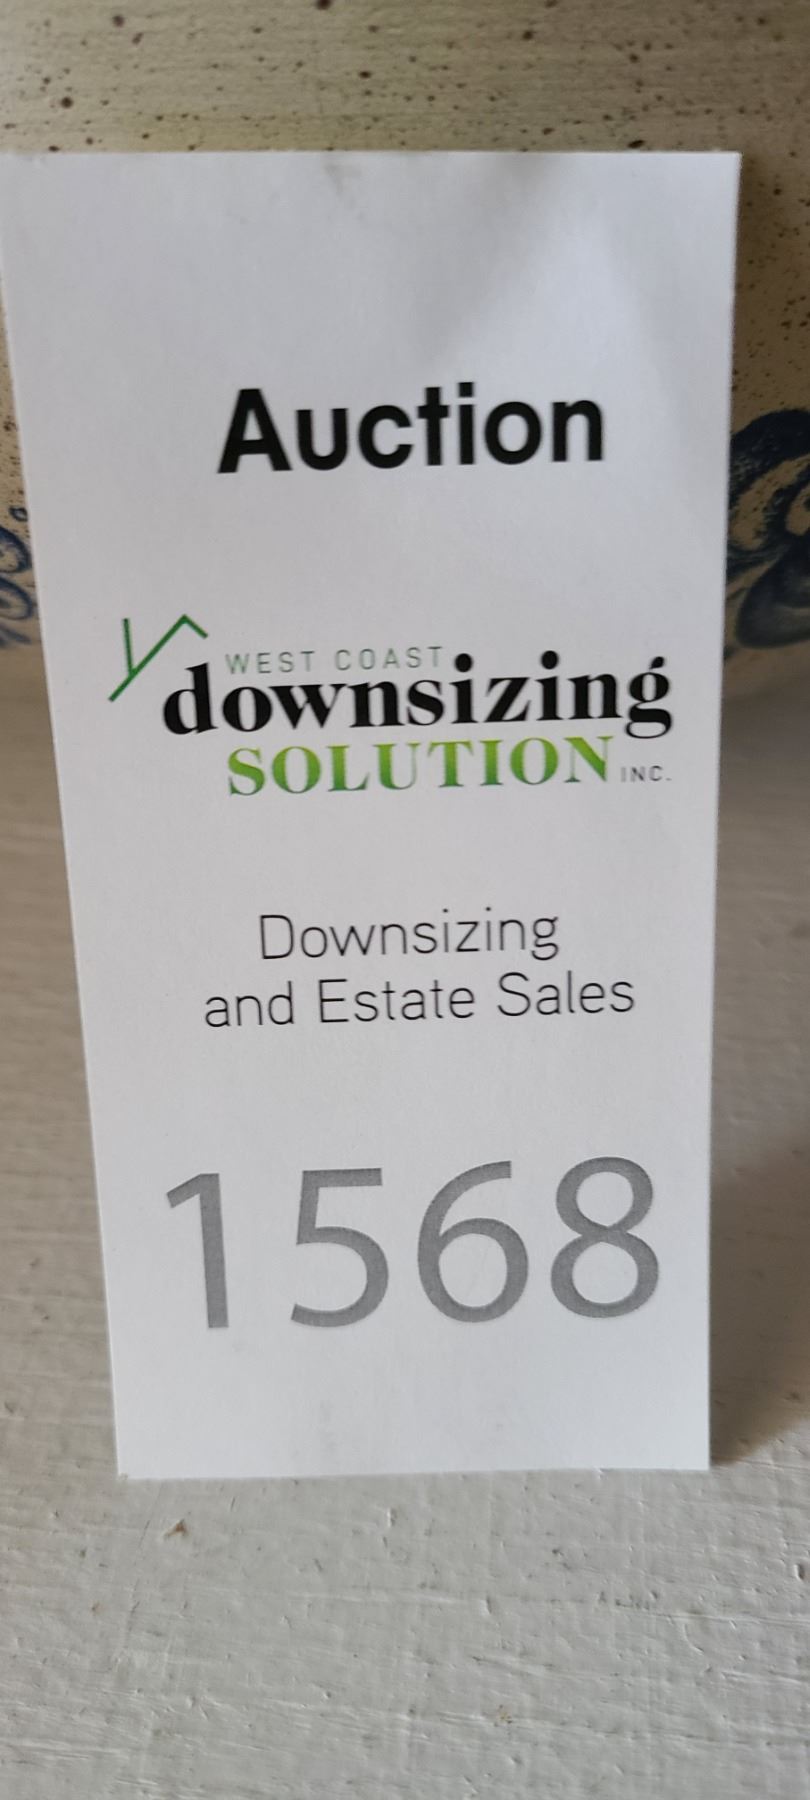 Auction
WEST COAST
downsizing
SOLUTION INC.
Downsizing
and Estate Sales
1568